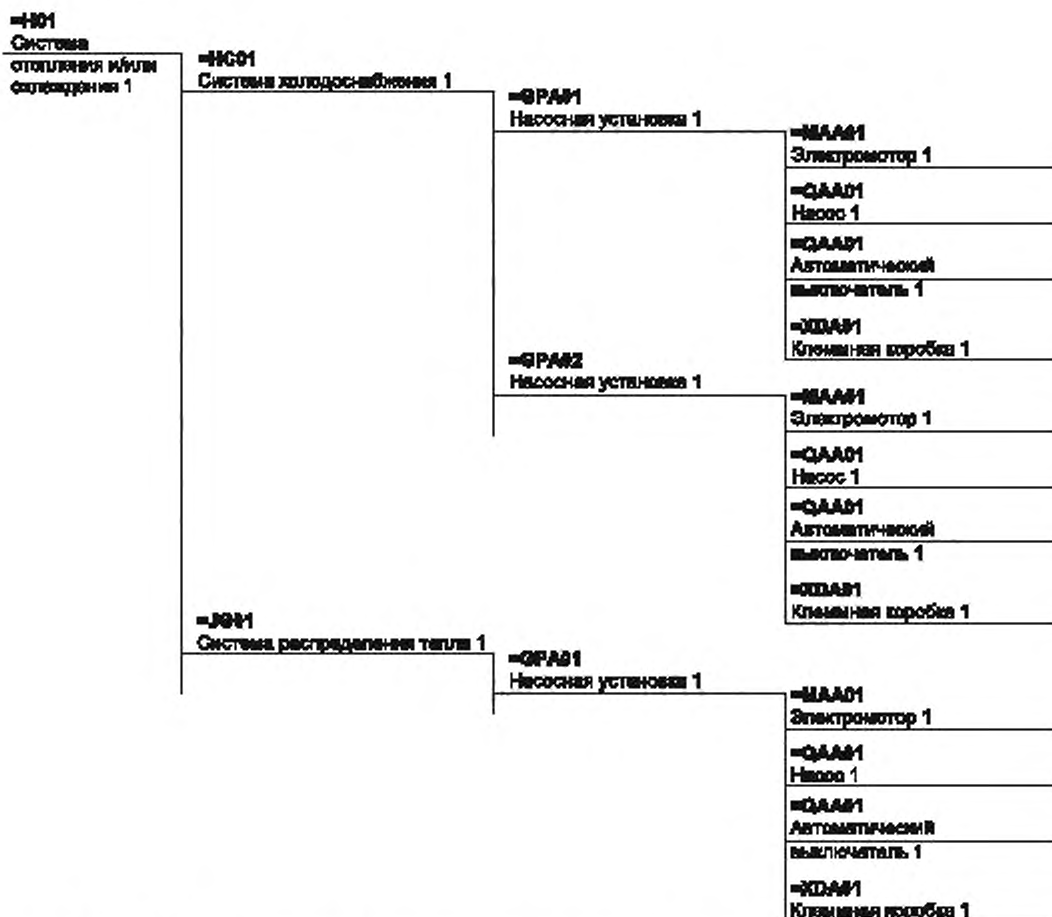 =H01
Система
отопления и/или
охлаждения 1
=HC01
Система холодоснабжения 1
=GPA01
Насосная установка 1
=MAA01
Электромотор 1
=QAA01
Насос 1
=QAA01
Автоматический
выключатель 1
=XDA01
Клеммная коробка 1
=GPA02
Насосная установка 1
=MAA01
Электромотор 1
=QAA01
Насос 1
=QAA01
Автоматический
выключатель 1
=XDA01
Клеммная коробка 1
Система распределения тепла 1
=GPA01
Насосная установка 1
=MAA01
Электромотор 1
=QAA01
Насос 1
=QAA01
Автоматический
выключатель 1
=XDA01
Клеммная коробка 1